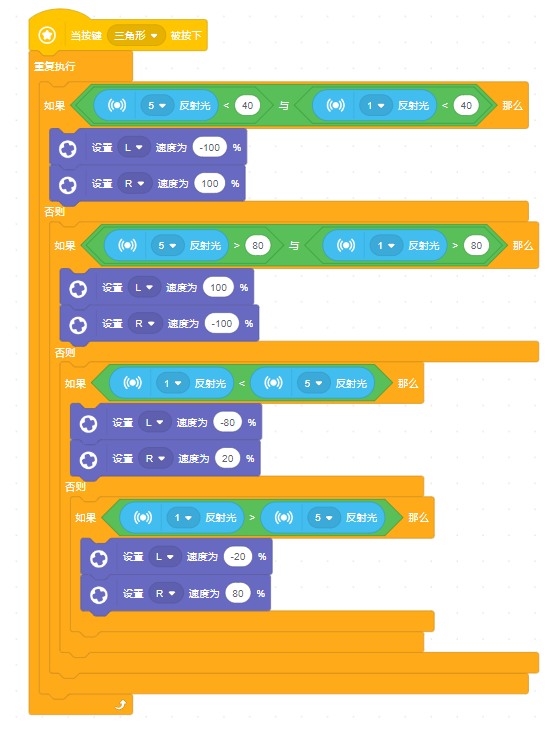 当按键 三角形 被按下
重复执行
如果 5 反射光 < 40 与 1 反射光 < 40 那么
设置 L 速度为 -100 %
设置 R 速度为 100 %
否则
如果 5 反射光 > 80 与 1 反射光 > 80 那么
设置 L 速度为 100 %
设置 R 速度为 -100 %
否则
如果 1 反射光 < 5 反射光 那么
设置 L 速度为 -80 %
设置 R 速度为 20 %
否则
如果 1 反射光 > 5 反射光 那么
设置 L 速度为 -20 %
设置 R 速度为 80 %